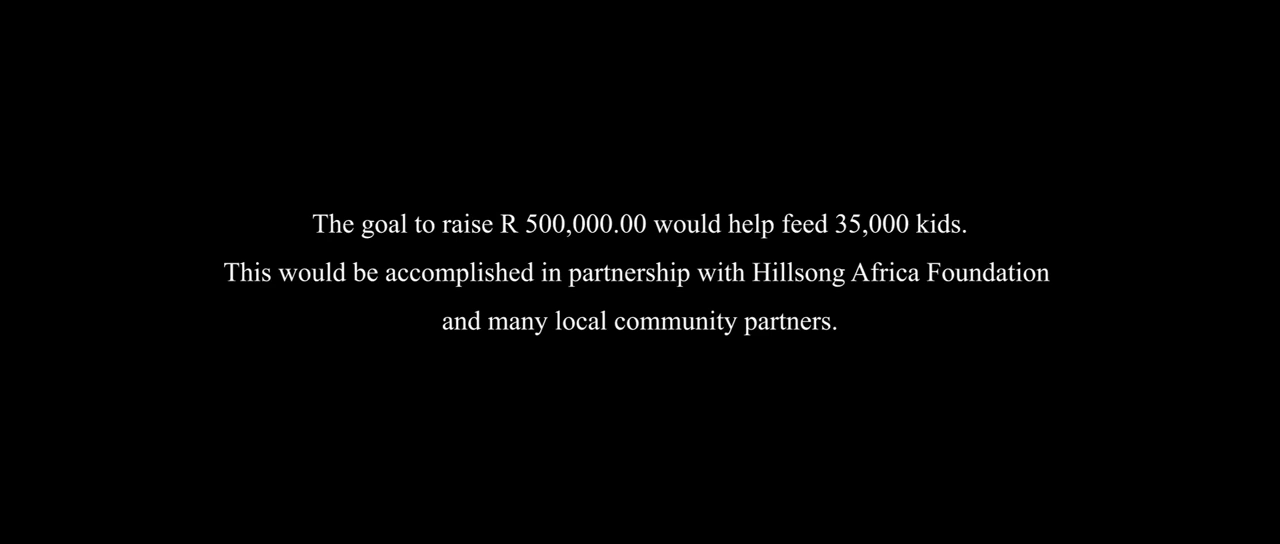 The goal to raise R 500,000.00 would help feed 35,000 kids.
This would be accomplished in partnership with Hillsong Africa Foundation
and many local community partners.